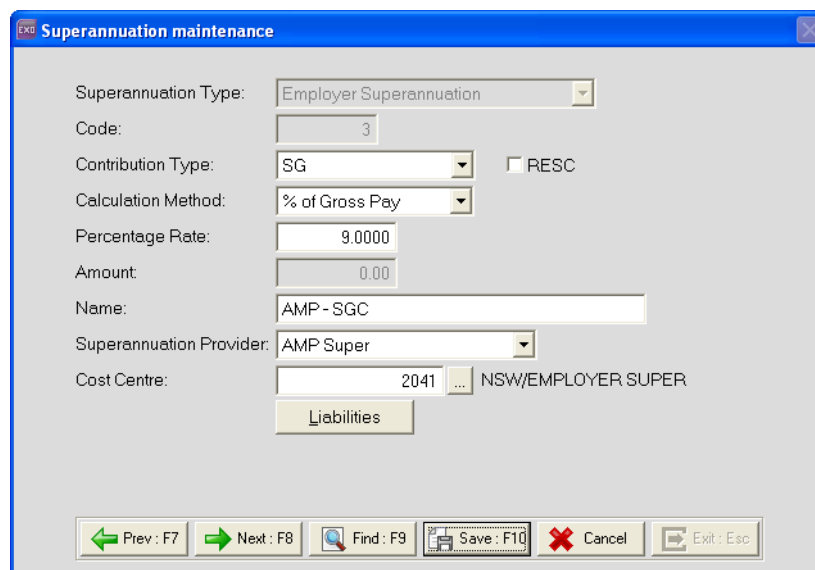 EXO Superannuation maintenance
Superannuation Type: Employer Superannuation
Code: 3
Contribution Type: SG RESC
Calculation Method: % of Gross Pay
Percentage Rate: 9.0000
Amount: 0.00
Name: AMP - SGC
Superannuation Provider: AMP Super
Cost Centre: 2041 ... NSW/EMPLOYER SUPER
Liabilities
Prev : F7 Next : F8 Find : F9 Save : F10 Cancel Exit : Esc